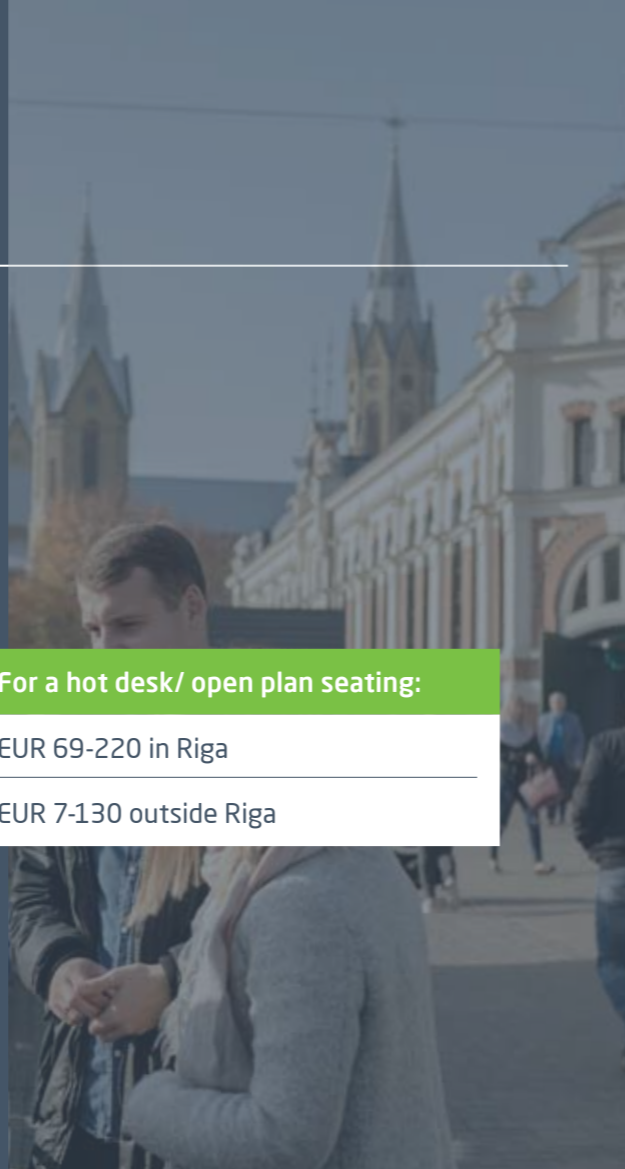 For a hot desk/ open plan seating:
EUR 69-220 in Riga
EUR 7-130 outside Riga